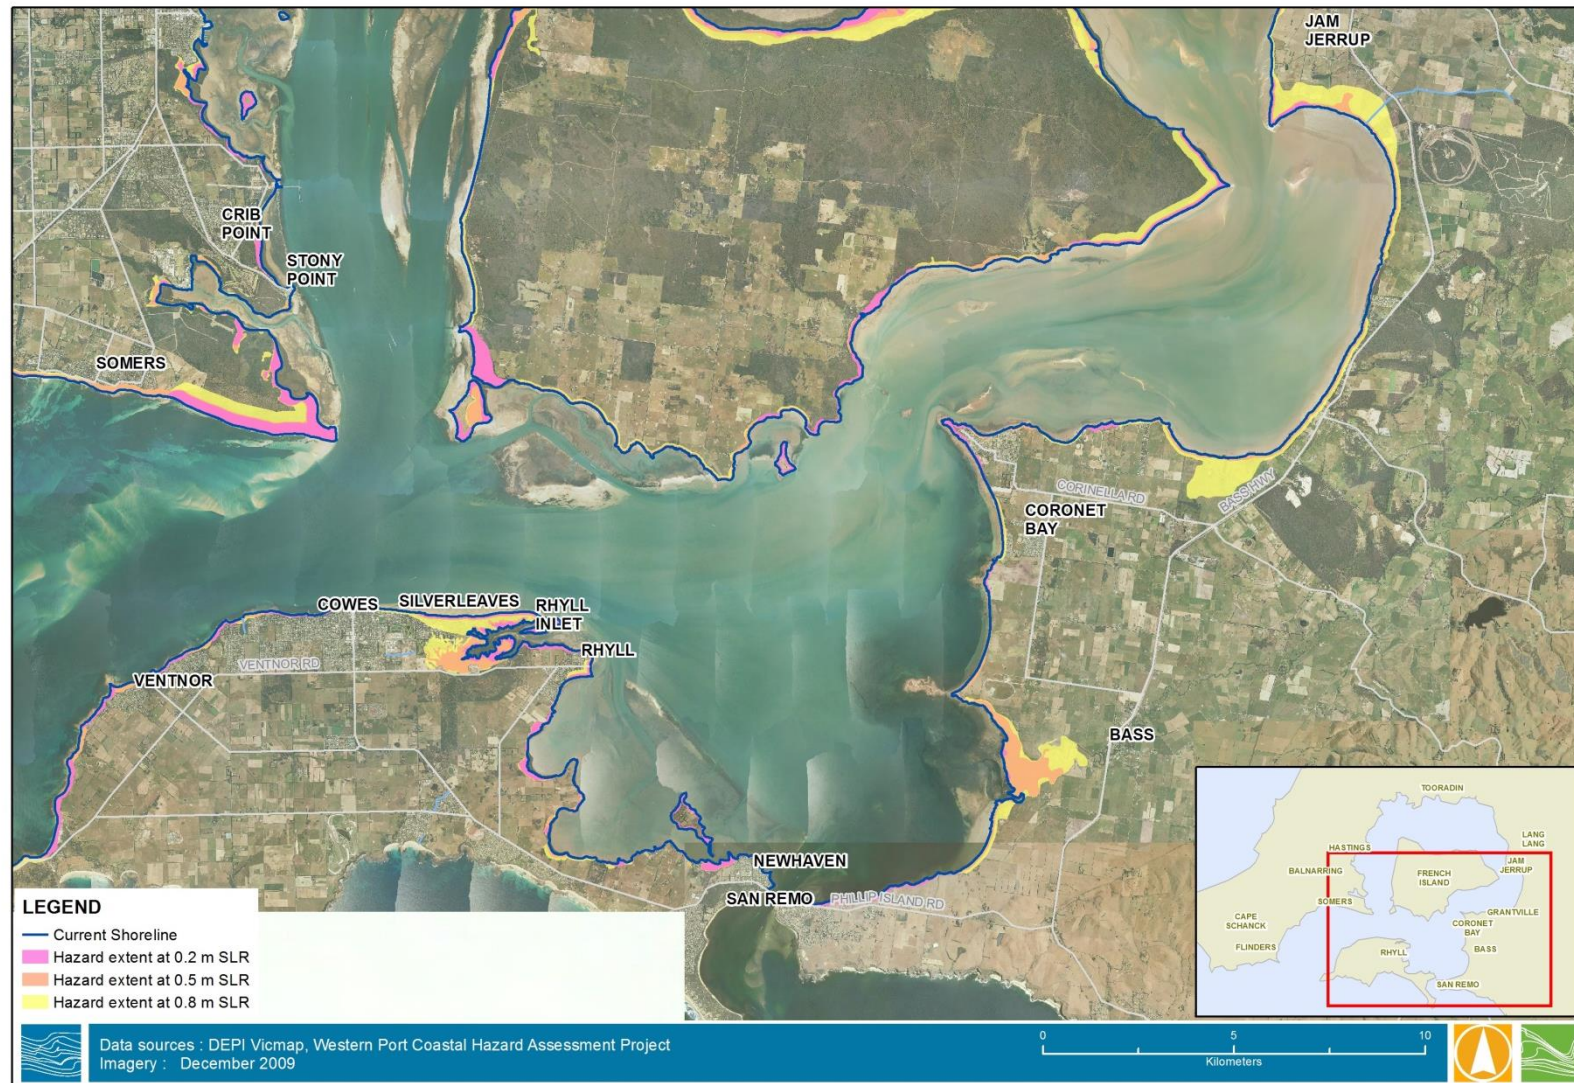 JAM
JERRUP
CRIB
POINT
STONY
POINT
SOMERS
CORINELLA RD
BASS HWY
CORONET
BAY
COWES
SILVERLEAVES
RHYLL
INLET
RHYLL
VENTNOR RD
VENTNOR
BASS
NEWHAVEN
SAN REMO
PHILLIP ISLAND RD
LEGEND
Current Shoreline
Hazard extent at 0.2 m SLR
Hazard extent at 0.5 m SLR
Hazard extent at 0.8 m SLR
TOORADIN
LANG
LANG
HASTINGS
JAM
JERRUP
BALNARRING
FRENCH
ISLAND
SOMERS
GRANTVILLE
CAPE
SCHANCK
CORONET
BAY
FLINDERS
RHYLL
BASS
SAN REMO
Data sources : DEPI Vicmap, Western Port Coastal Hazard Assessment Project
Imagery : December 2009
0 5 10
Kilometers